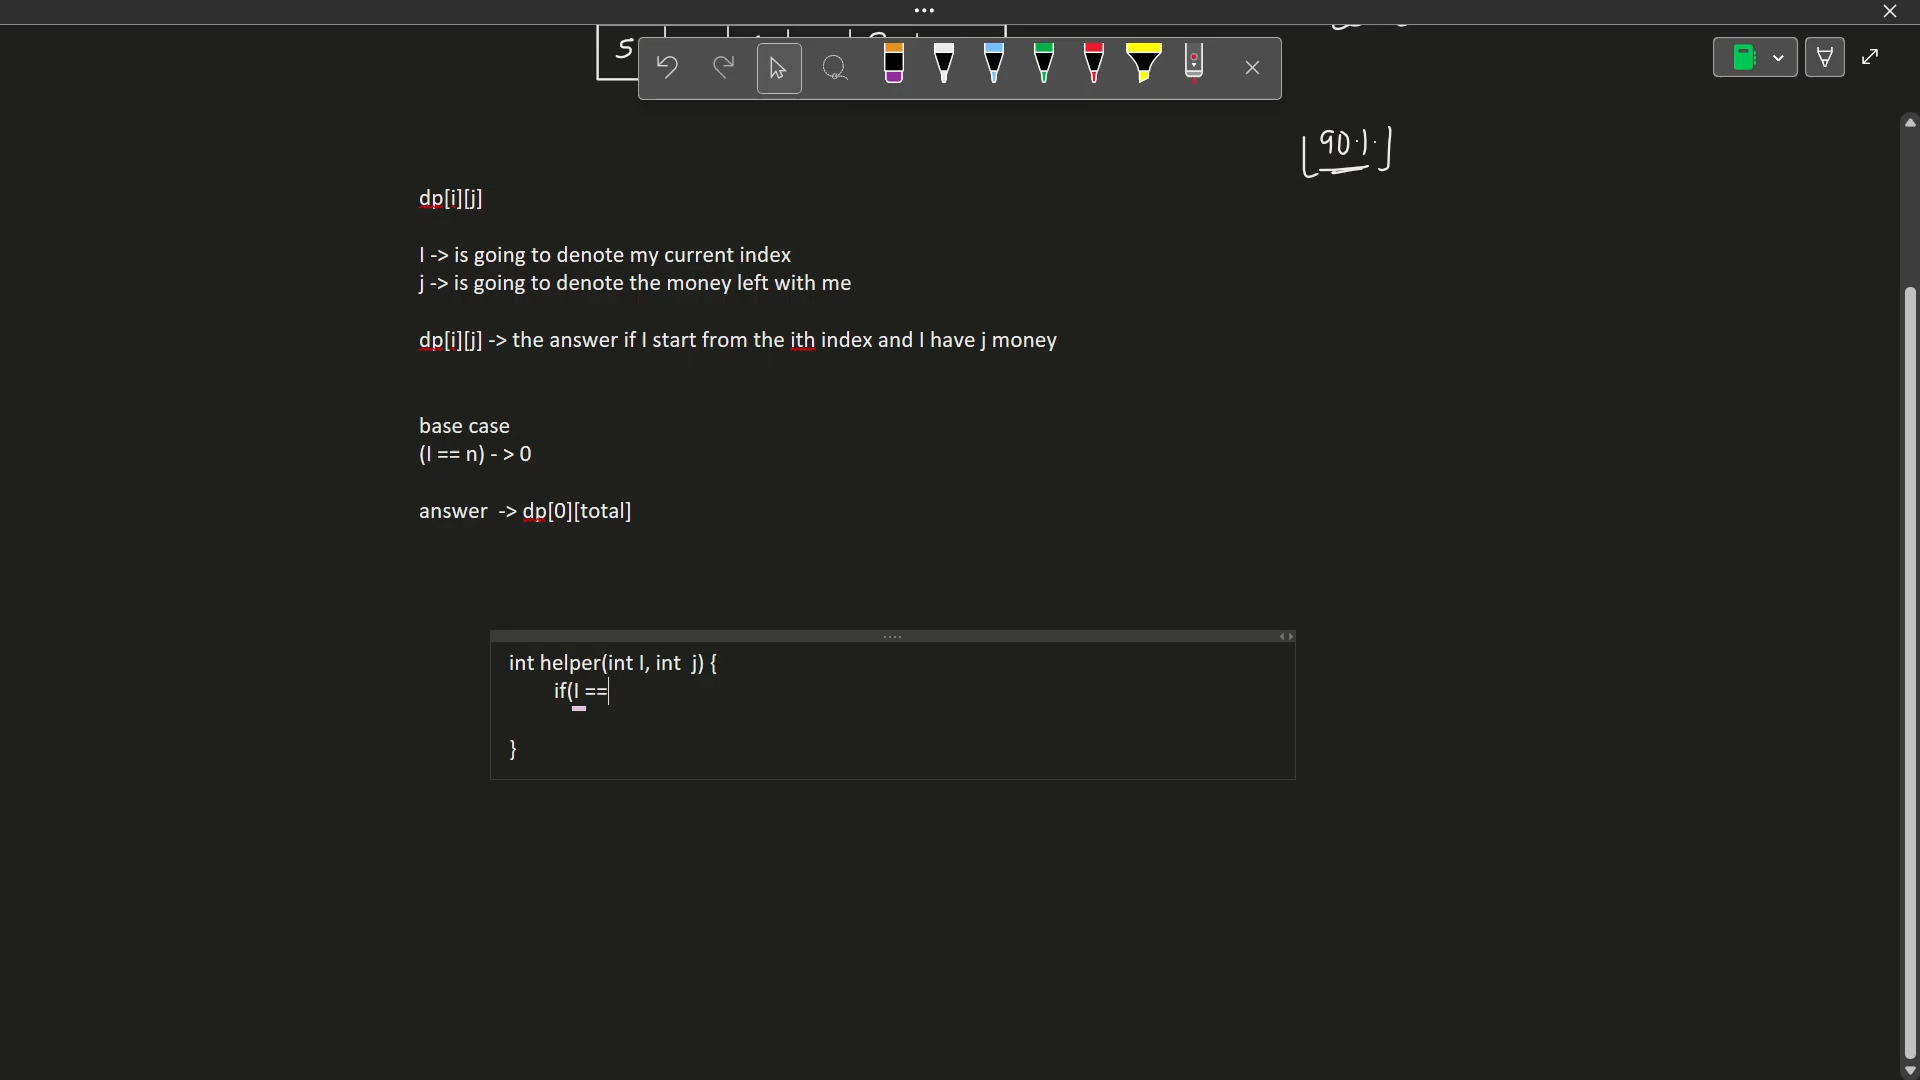 s
90%
dp[i][j]
I -> is going to denote my current index
j -> is going to denote the money left with me
dp[i][j] -> the answer if I start from the ith index and I have j money
base case
(I == n) - > 0
answer  -> dp[0][total]
int helper(int I, int  j) {
if(I ==
}